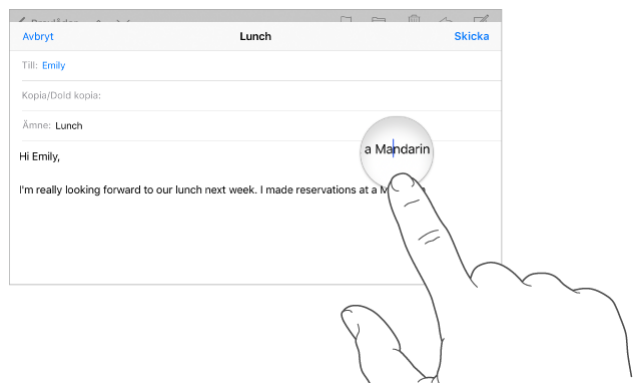 Avbryt Lunch Skicka
Till: Emily
Kopia/Dold kopia:
Ämne: Lunch
a Mandarin
Hi Emily,
I'm really looking forward to our lunch next week. I made reservations at a